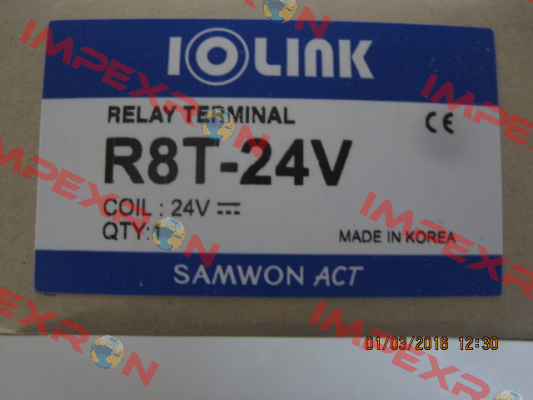 IOLINK
RELAY TERMINAL
CE
R8T-24V
COIL : 24V
QTY:1
MADE IN KOREA
SAMWON ACT
01/03/2016 12:30
IMPEXRON
IMPEXRON
IMPEXRON
IMPEXRON
IMPEXRON